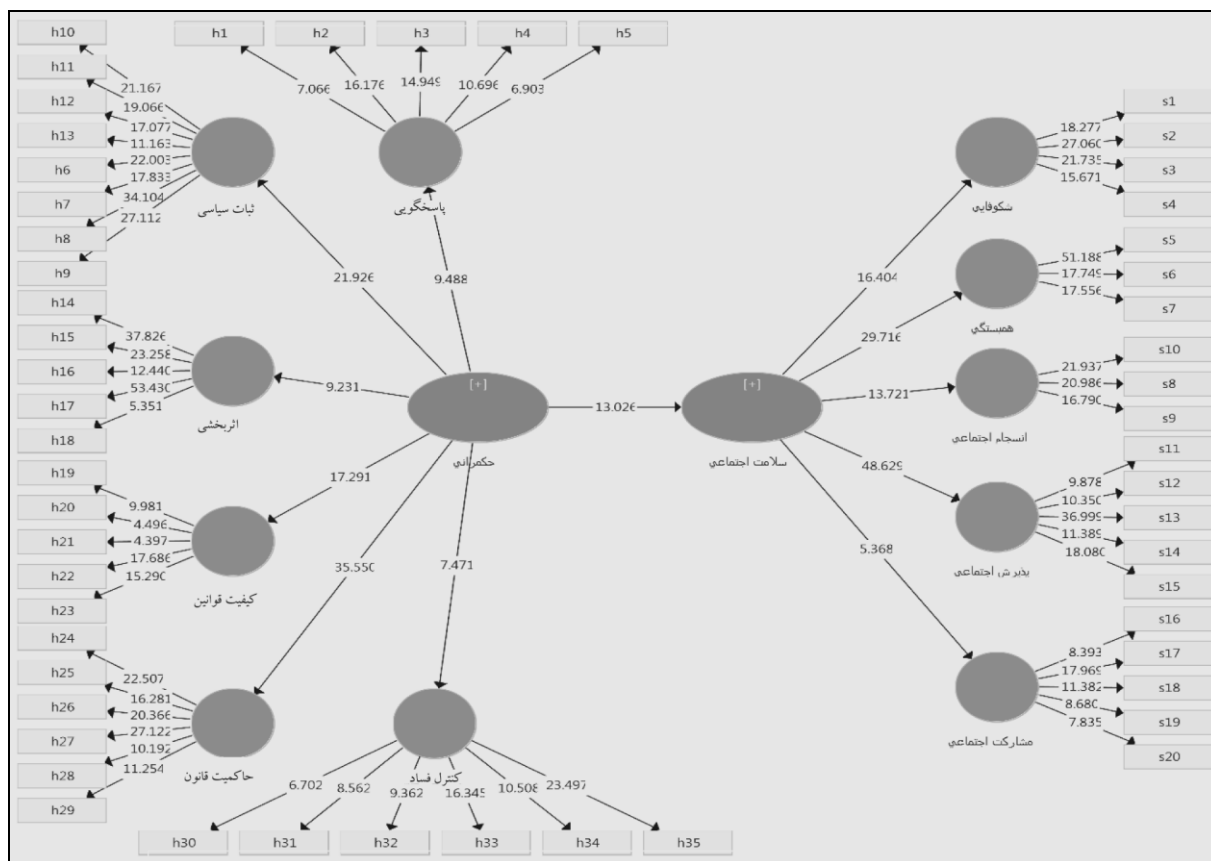 h10
h11
h12
h13
h6
h7
h8
h9
21.167
19.066
17.077
11.163
22.003
17.833
34.104
27.112
ثبات سیاسی
h1
h2
h3
h4
h5
7.066
16.176
14.949
10.696
6.903
پاسخگویی
21.926
9.488
h14
h15
h16
h17
h18
37.826
23.258
12.440
53.430
5.351
اثربخشی
9.231
[+]
حکمرانی
13.026
[+]
سلامت اجتماعی
h19
h20
h21
h22
h23
9.981
4.496
4.397
17.686
15.290
کیفیت قوانین
17.291
h24
h25
h26
h27
h28
h29
22.507
16.281
20.366
27.122
10.192
11.254
حاکمیت قانون
35.550
7.471
کنترل فساد
6.702
8.562
9.362
16.345
10.508
23.497
h30
h31
h32
h33
h34
h35
16.404
شکوفایی
18.277
27.060
21.735
15.671
s1
s2
s3
s4
29.716
همبستگی
51.188
17.749
17.556
s5
s6
s7
13.721
انسجام اجتماعی
21.937
20.986
16.790
s10
s8
s9
48.629
پذیرش اجتماعی
9.878
10.350
36.999
11.389
18.080
s11
s12
s13
s14
s15
5.368
مشارکت اجتماعی
8.393
17.969
11.382
8.680
7.835
s16
s17
s18
s19
s20